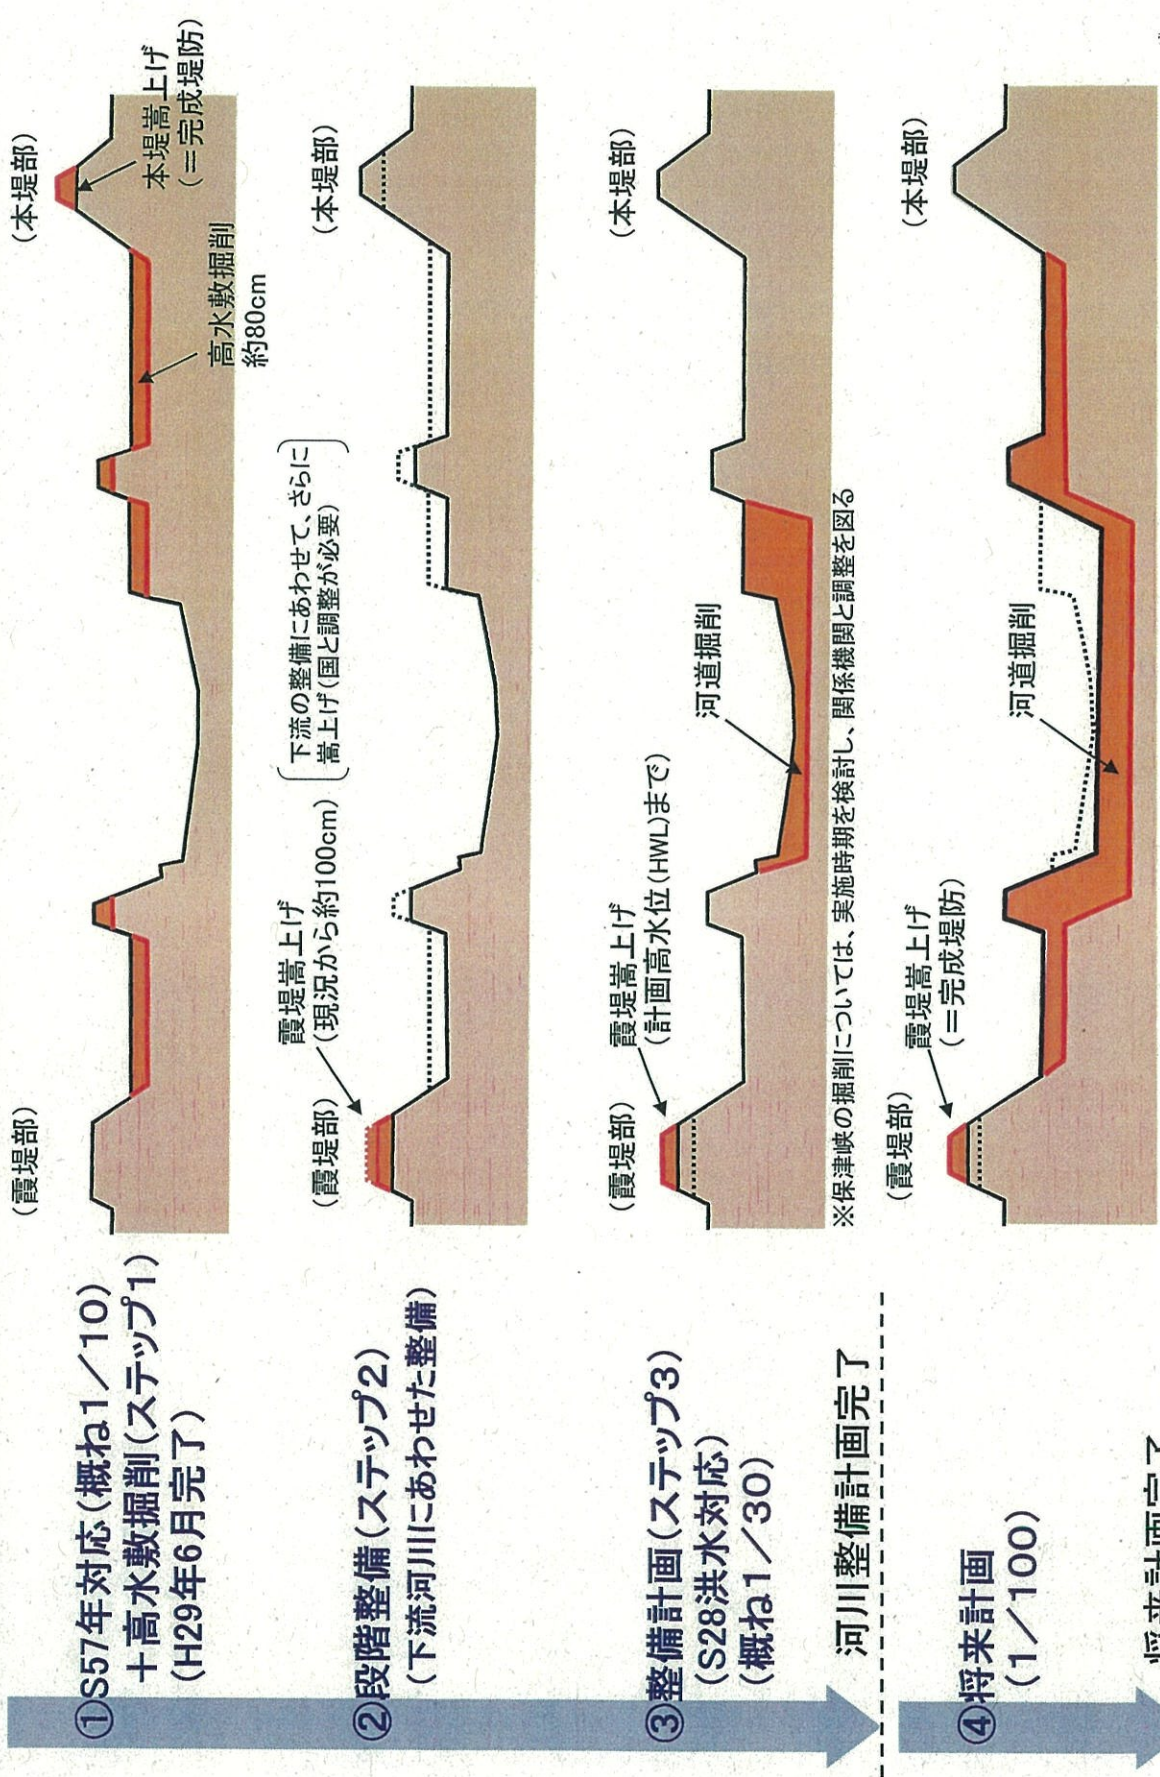 ①S57年対応(概ね1/10)
+高水敷掘削(ステップ1)
(H29年6月完了)
(霞堤部)
(本堤部)
本堤嵩上げ
(=完成堤防)
高水敷掘削
約80cm
②段階整備(ステップ2)
(下流河川にあわせた整備)
(霞堤部)
霞堤嵩上げ
(現況から約100cm)
下流の整備にあわせて、さらに
嵩上げ(国と調整が必要)
(本堤部)
③整備計画(ステップ3)
(S28洪水対応)
(概ね1/30)
(霞堤部)
霞堤嵩上げ
(計画高水位(HWL)まで)
河道掘削
(本堤部)
※保津峡の掘削については、実施時期を検討し、関係機関と調整を図る
河川整備計画完了
④将来計画
(1/100)
(霞堤部)
霞堤嵩上げ
(=完成堤防)
河道掘削
(本堤部)
将来計画完了